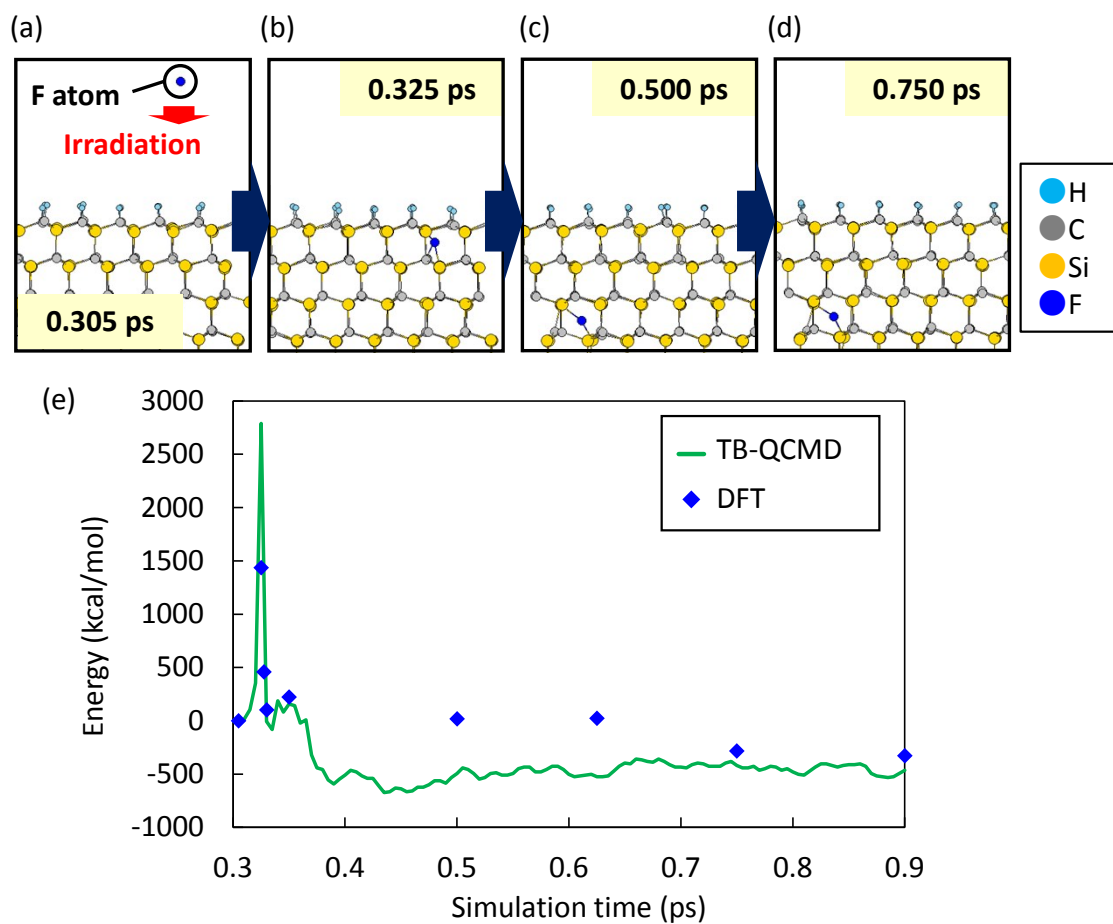 (a)
F atom
Irradiation
0.305 ps
(b)
0.325 ps
(c)
0.500 ps
(d)
0.750 ps
H
C
Si
F
(e)
Energy (kcal/mol)
3000
2500
2000
1500
1000
500
0
-500
-1000
TB-QCMD
DFT
0.3 0.4 0.5 0.6 0.7 0.8 0.9
Simulation time (ps)